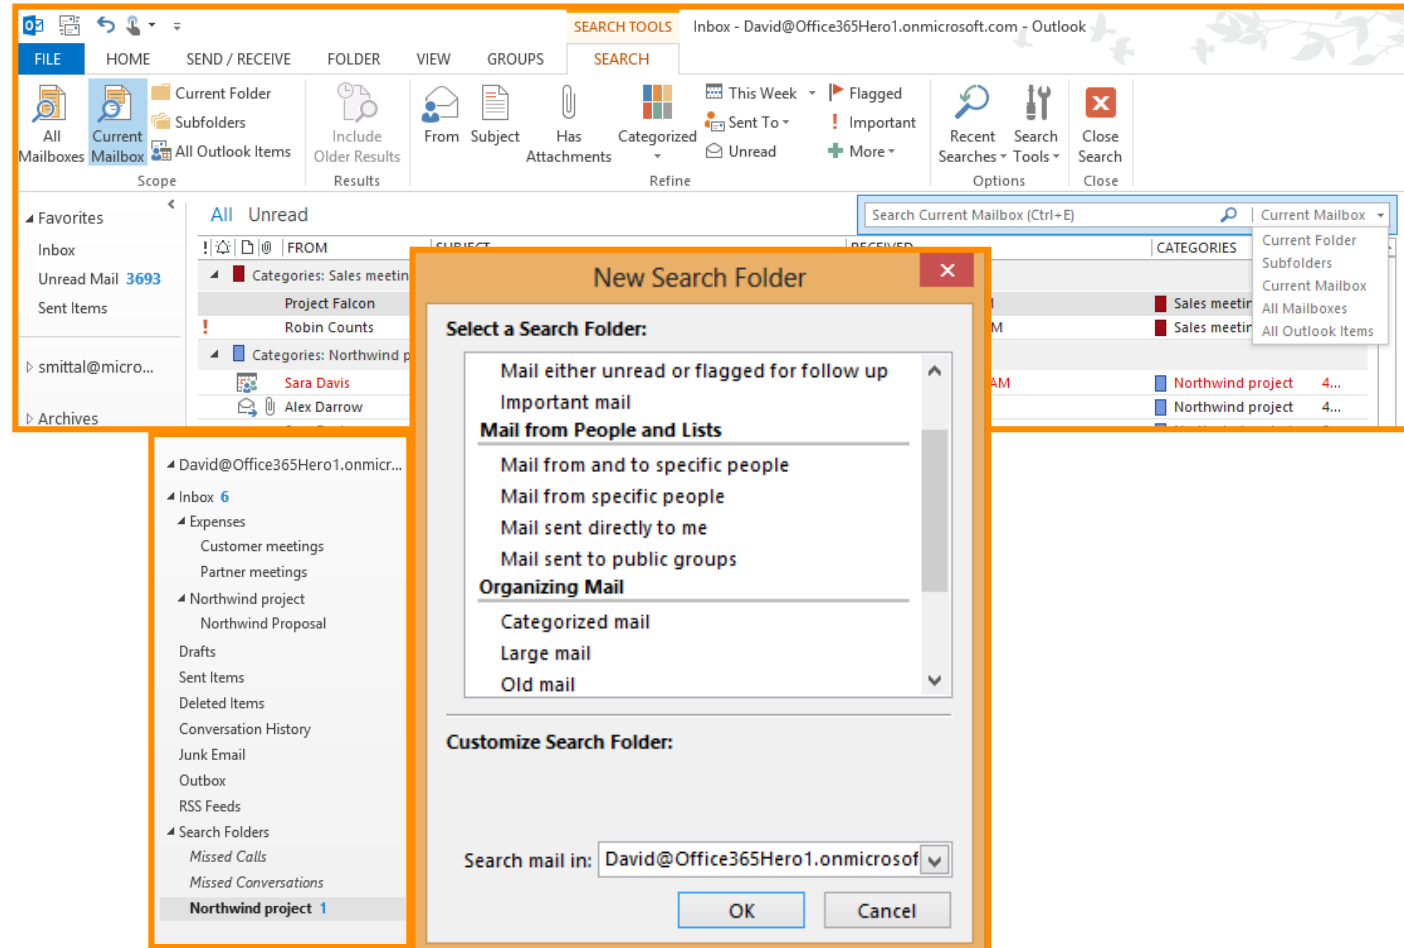 SEARCH TOOLS Inbox - David@Office365Hero1.onmicrosoft.com - Outlook
FILE HOME SEND / RECEIVE FOLDER VIEW GROUPS SEARCH
All Mailboxes
Current Mailbox
Current Folder
Subfolders
All Outlook Items
Scope
Include Older Results
Results
From
Subject
Has Attachments
Categorized
This Week
Sent To
Unread
Flagged
Important
More
Refine
Recent Searches
Search Tools
Options
Close Search
Close
Favorites
Inbox
Unread Mail 3693
Sent Items
smittal@micro...
Archives
All Unread
Search Current Mailbox (Ctrl+E) Current Mailbox
Current Folder
Subfolders
Current Mailbox
All Mailboxes
All Outlook Items
FROM SUBJECT RECEIVED CATEGORIES
Categories: Sales meetin
Project Falcon Sales meetin
Robin Counts M Sales meetin
Categories: Northwind p
Sara Davis AM Northwind project 4...
Alex Darrow Northwind project 4...
David@Office365Hero1.onmicr...
Inbox 6
Expenses
Customer meetings
Partner meetings
Northwind project
Northwind Proposal
Drafts
Sent Items
Deleted Items
Conversation History
Junk Email
Outbox
RSS Feeds
Search Folders
Missed Calls
Missed Conversations
Northwind project 1
New Search Folder
Select a Search Folder:
Mail either unread or flagged for follow up
Important mail
Mail from People and Lists
Mail from and to specific people
Mail from specific people
Mail sent directly to me
Mail sent to public groups
Organizing Mail
Categorized mail
Large mail
Old mail
Customize Search Folder:
Search mail in: David@Office365Hero1.onmicrosof
OK Cancel